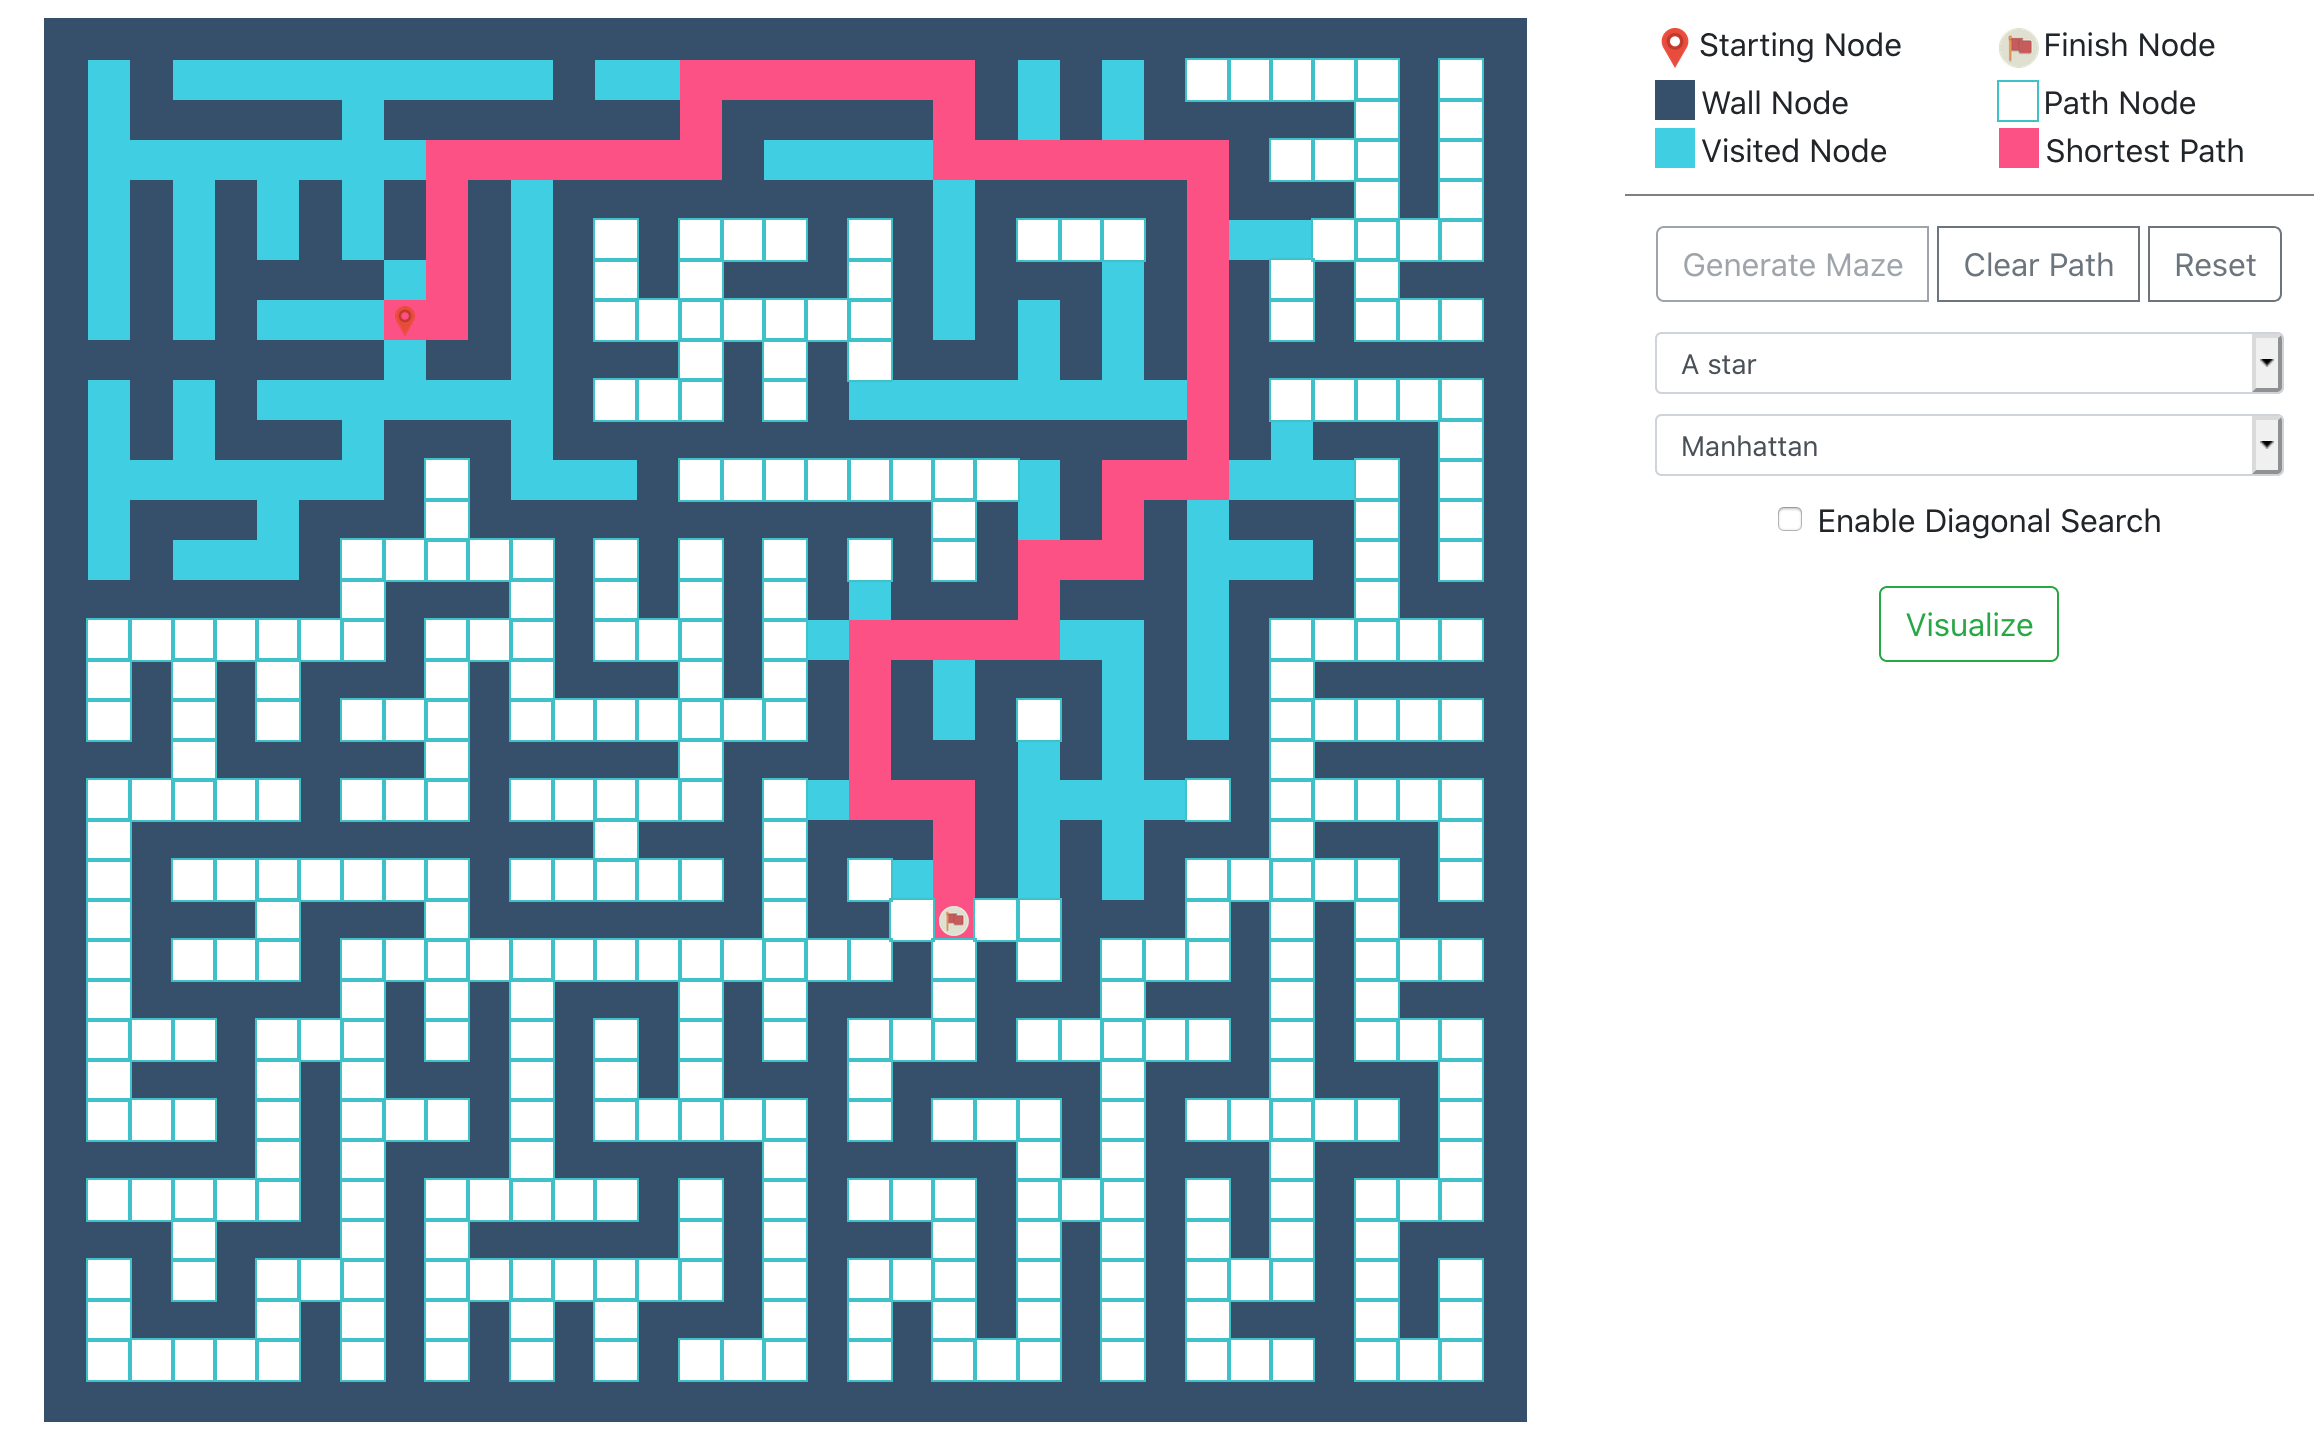 Starting Node Finish Node
Wall Node Path Node
Visited Node Shortest Path
Generate Maze Clear Path Reset
A star
Manhattan
Enable Diagonal Search
Visualize